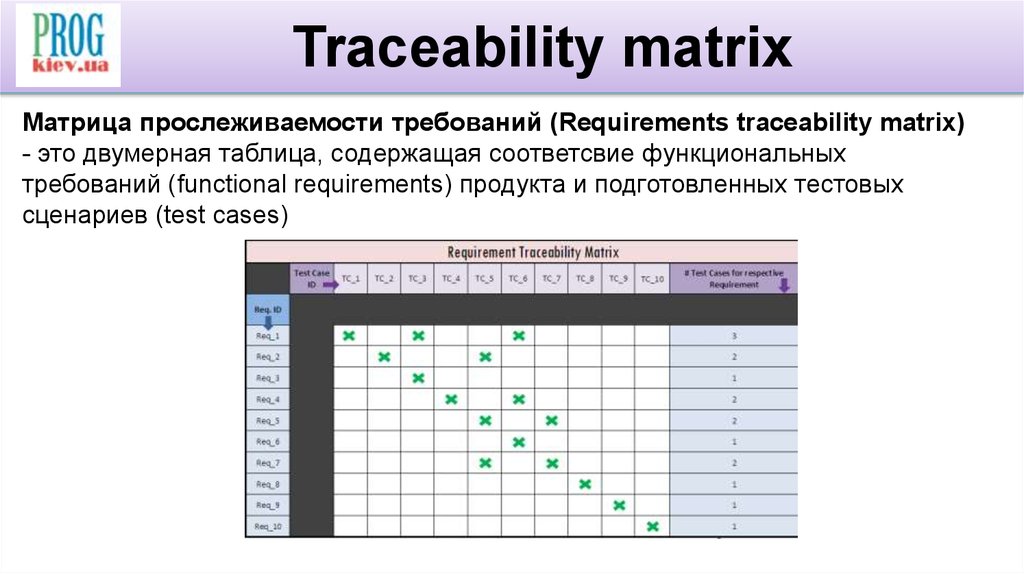 PROG
kiev.ua
Traceability matrix
Матрица прослеживаемости требований (Requirements traceability matrix)
- это двумерная таблица, содержащая соответсвие функциональных
требований (functional requirements) продукта и подготовленных тестовых
сценариев (test cases)
Requirement Traceability Matrix
Test Case ID TC_1 TC_2 TC_3 TC_4 TC_5 TC_6 TC_7 TC_8 TC_9 TC_10 # Test Cases for respective Requirement
Req. ID
Req_1 3
Req_2 2
Req_3 1
Req_4 2
Req_5 2
Req_6 1
Req_7 2
Req_8 1
Req_9 1
Req_10 1